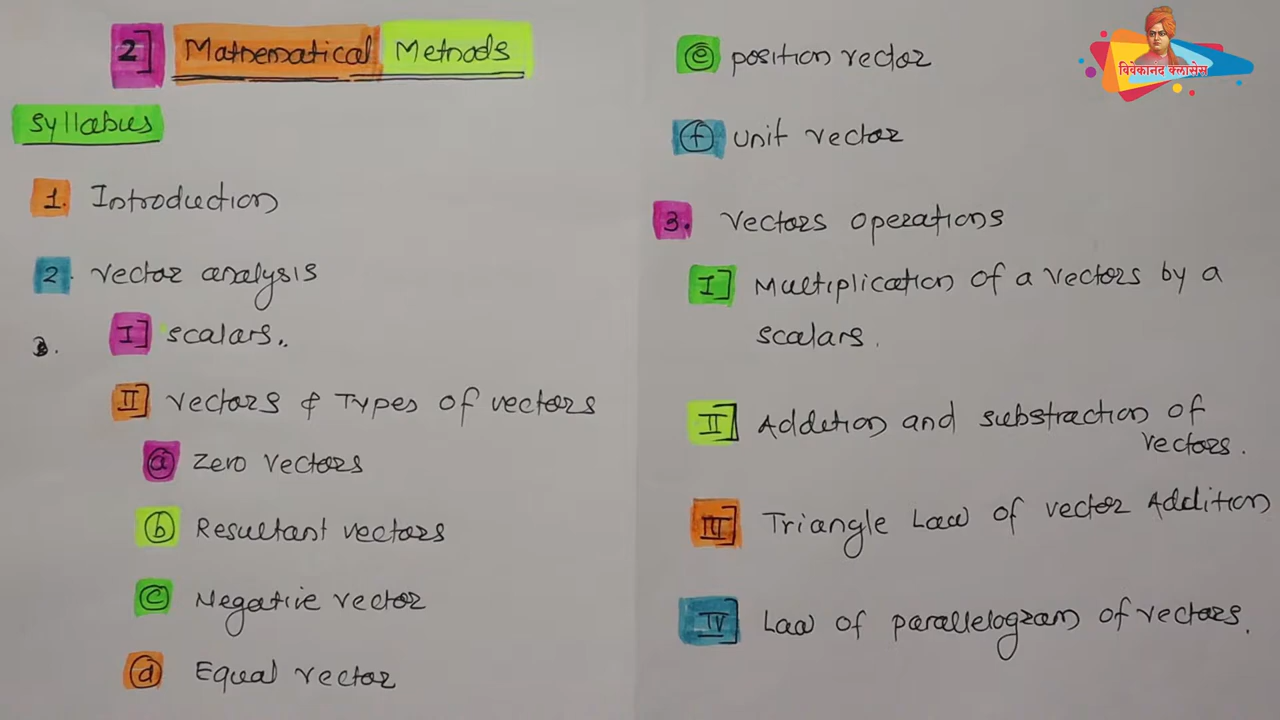 2] Mathematical Methods
Syllabus
1. Introduction
2. Vector analysis
3.
I] scalars.
II] Vectors & Types of vectors
a Zero vectors
b Resultant vectors
c Negative vector
d Equal vector
e position vector
f Unit vector
3. Vectors operations
I] Multiplication of a vectors by a
scalars.
II] Addition and substraction of
vectors.
III] Triangle Law of vector Addition
IV] Law of parallelogram of vectors.
विवेकानंद क्लासेस